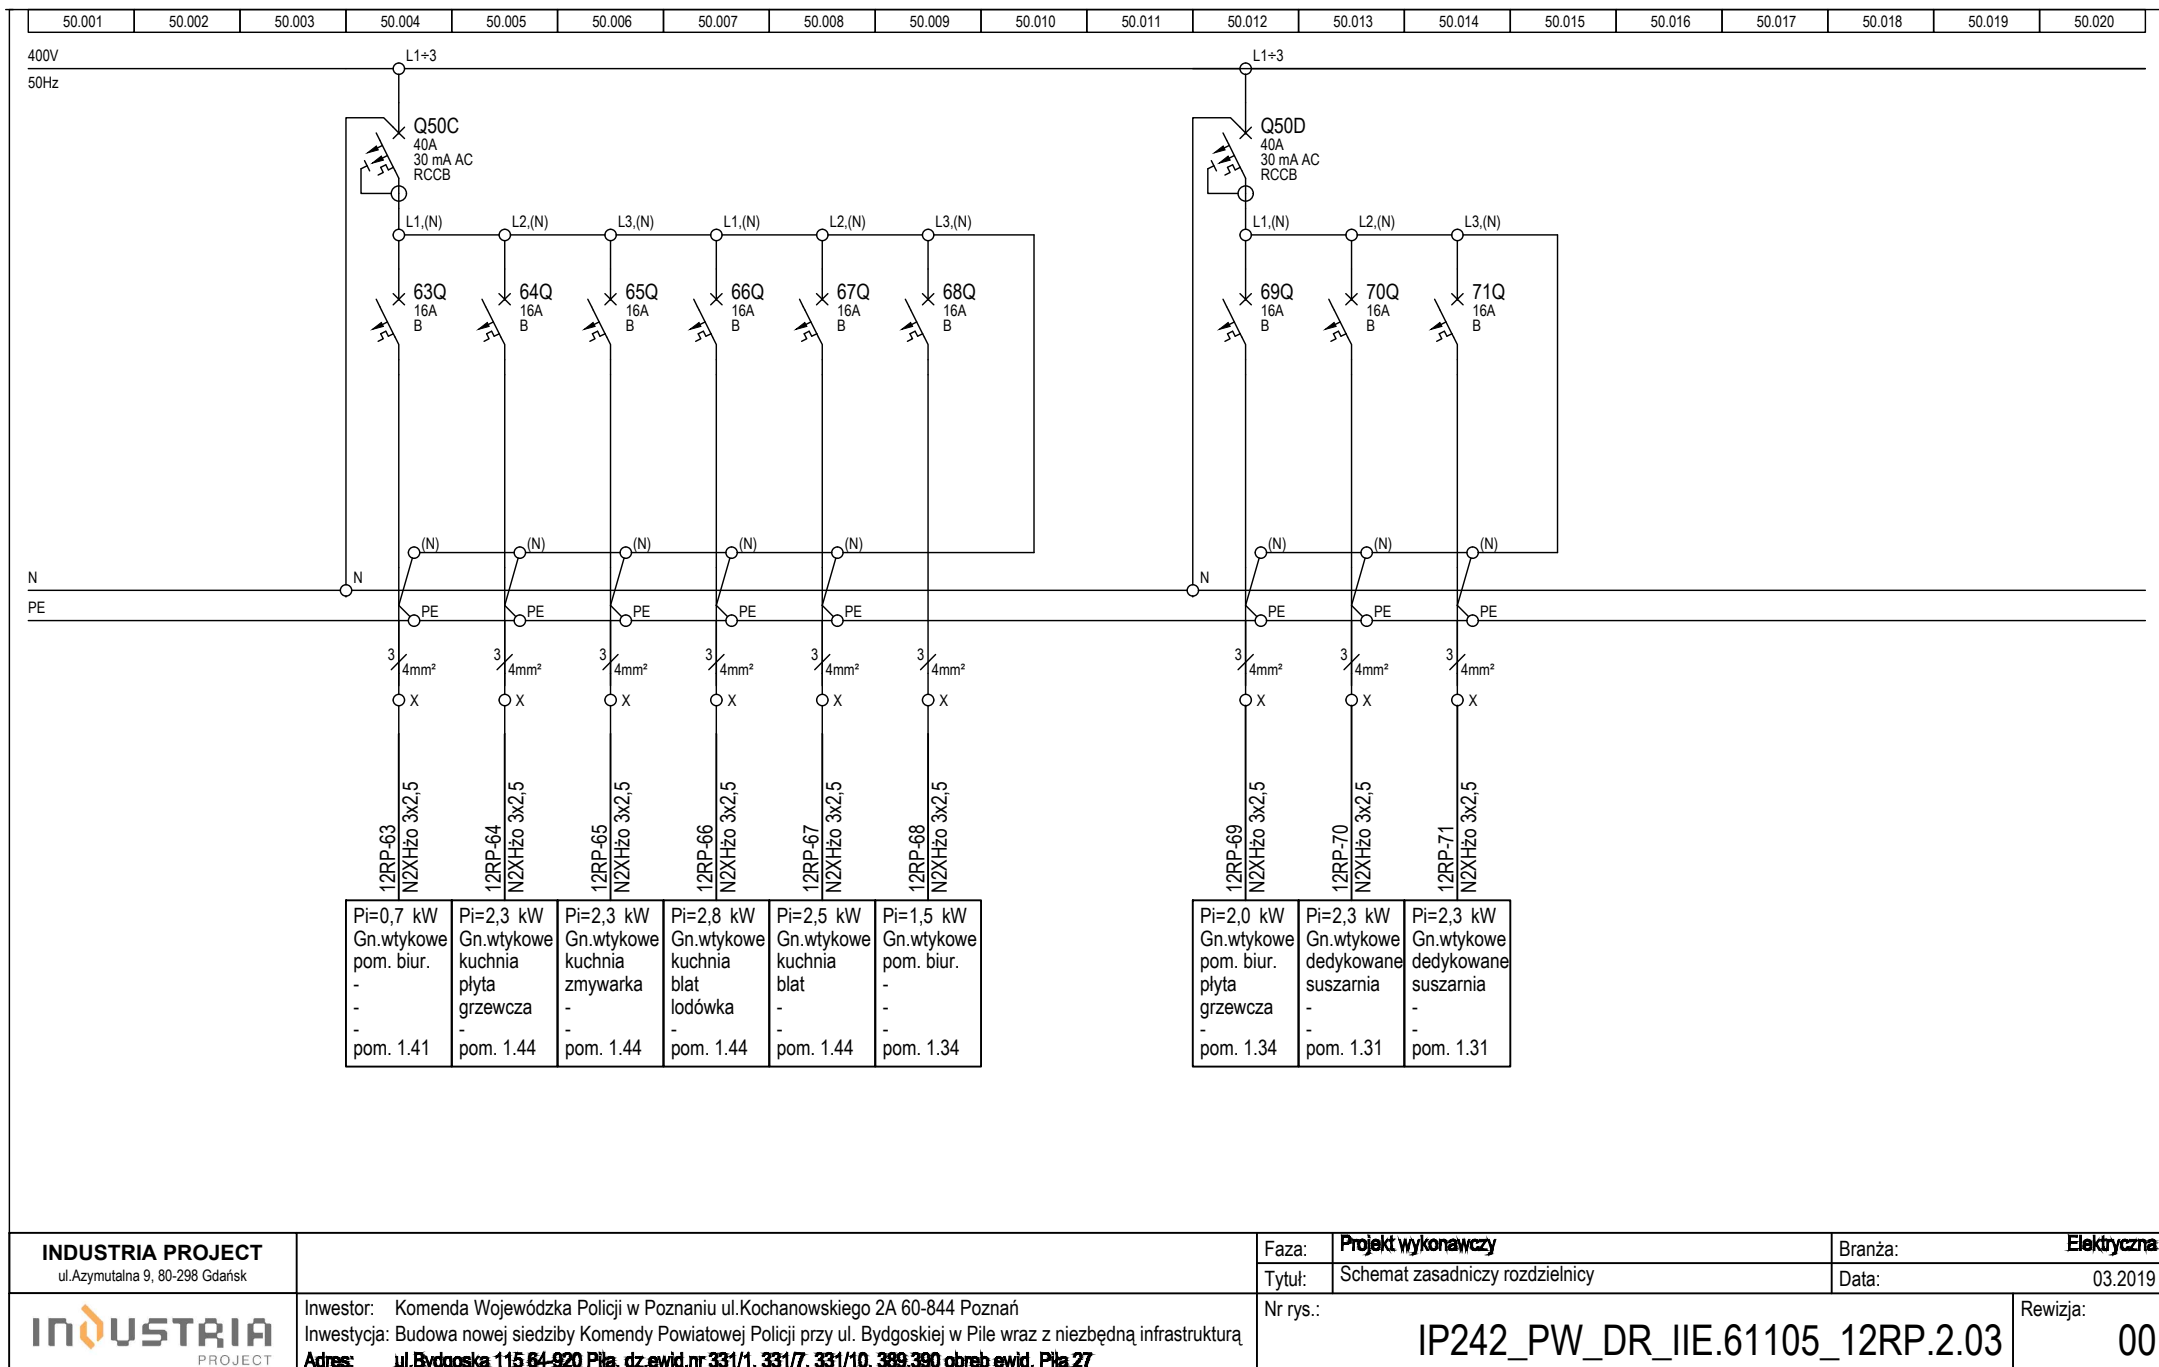 50.001 50.002 50.003 50.004 50.005 50.006 50.007 50.008 50.009 50.010 50.011 50.012 50.013 50.014 50.015 50.016 50.017 50.018 50.019 50.020
400V
50Hz
L1÷3 L1÷3
Q50C
40A
30 mA AC
RCCB
Q50D
40A
30 mA AC
RCCB
L1,(N) L2,(N) L3,(N) L1,(N) L2,(N) L3,(N) L1,(N) L2,(N) L3,(N)
63Q
16A
B
64Q
16A
B
65Q
16A
B
66Q
16A
B
67Q
16A
B
68Q
16A
B
69Q
16A
B
70Q
16A
B
71Q
16A
B
(N) (N) (N) (N) (N) (N) (N) (N)
N N N
PE PE PE PE PE PE PE PE PE
3 3 3 3 3 3 3 3 3
4mm² 4mm² 4mm² 4mm² 4mm² 4mm² 4mm² 4mm² 4mm²
X X X X X X X X X
12RP-63
N2XHżo 3x2,5
12RP-64
N2XHżo 3x2,5
12RP-65
N2XHżo 3x2,5
12RP-66
N2XHżo 3x2,5
12RP-67
N2XHżo 3x2,5
12RP-68
N2XHżo 3x2,5
12RP-69
N2XHżo 3x2,5
12RP-70
N2XHżo 3x2,5
12RP-71
N2XHżo 3x2,5
Pi=0,7 kW
Gn.wtykowe
pom. biur.
-
-
-
pom. 1.41
Pi=2,3 kW
Gn.wtykowe
kuchnia
płyta
grzewcza
-
pom. 1.44
Pi=2,3 kW
Gn.wtykowe
kuchnia
zmywarka
-
-
pom. 1.44
Pi=2,8 kW
Gn.wtykowe
kuchnia
blat
lodówka
-
pom. 1.44
Pi=2,5 kW
Gn.wtykowe
kuchnia
blat
-
-
pom. 1.44
Pi=1,5 kW
Gn.wtykowe
pom. biur.
-
-
-
pom. 1.34
Pi=2,0 kW
Gn.wtykowe
pom. biur.
płyta
grzewcza
-
pom. 1.34
Pi=2,3 kW
Gn.wtykowe
dedykowane
suszarnia
-
-
pom. 1.31
Pi=2,3 kW
Gn.wtykowe
dedykowane
suszarnia
-
-
pom. 1.31
INDUSTRIA PROJECT
ul.Azymutalna 9, 80-298 Gdańsk
INDUSTRIA
PROJECT
Inwestor: Komenda Wojewódzka Policji w Poznaniu ul.Kochanowskiego 2A 60-844 Poznań
Inwestycja: Budowa nowej siedziby Komendy Powiatowej Policji przy ul. Bydgoskiej w Pile wraz z niezbędną infrastrukturą
Adres: ul.Bydgoska 115 64-920 Piła, dz.ewid.nr 331/1, 331/7, 331/10, 389,390 obręb ewid. Piła 27
Faza: Projekt wykonawczy Branża: Elektryczna
Tytuł: Schemat zasadniczy rozdzielnicy Data: 03.2019
Nr rys.: Rewizja:
IP242_PW_DR_IIE.61105_12RP.2.03 00